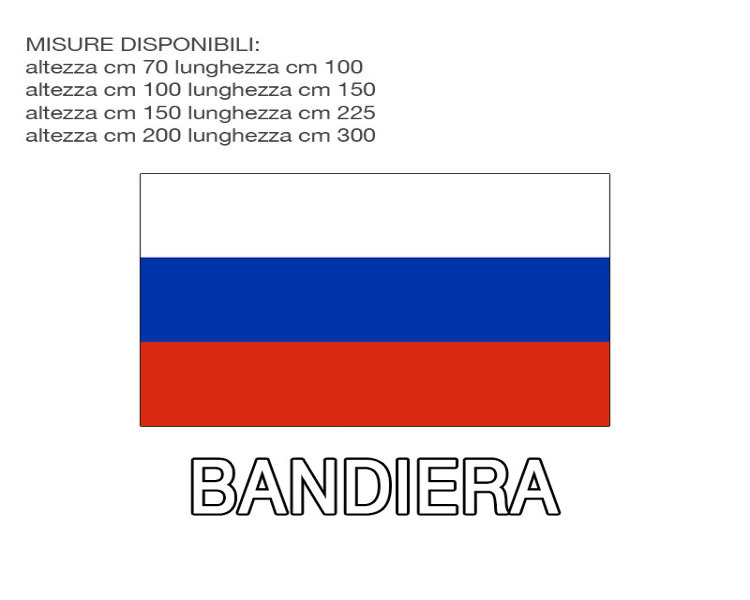 MISURE DISPONIBILI:
altezza cm 70 lunghezza cm 100
altezza cm 100 lunghezza cm 150
altezza cm 150 lunghezza cm 225
altezza cm 200 lunghezza cm 300
BANDIERA